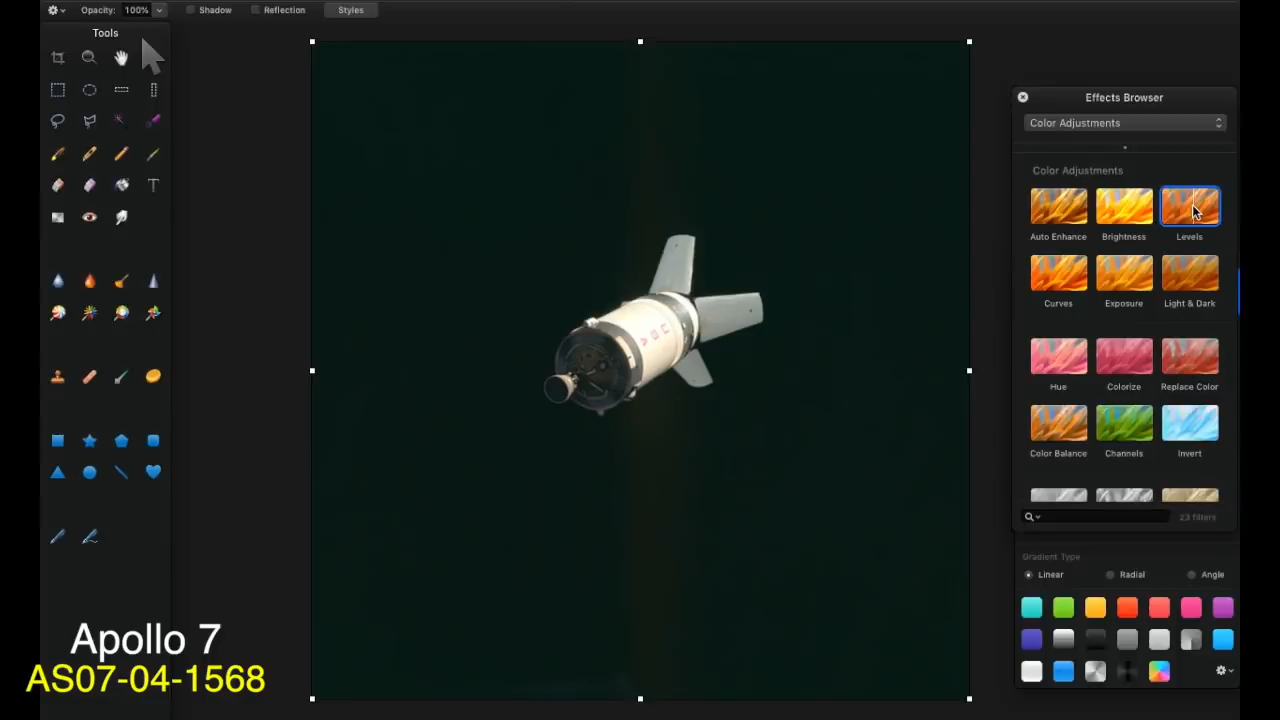 Opacity: 100% Shadow Reflection Styles
Tools
Effects Browser
Color Adjustments
Color Adjustments
Auto Enhance Brightness Levels
Curves Exposure Light & Dark
Hue Colorize Replace Color
Color Balance Channels Invert
23 filters
Gradient Type
Linear Radial Angle
USA
Apollo 7
AS07-04-1568